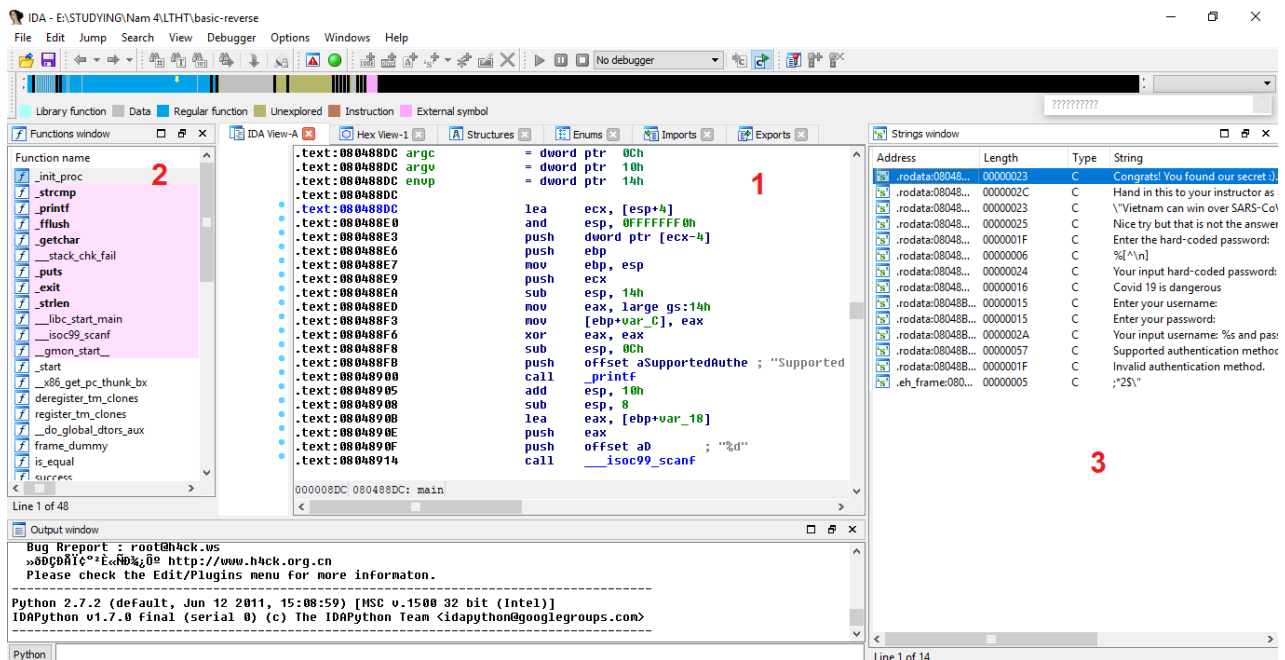 IDA - E:\STUDYING\Nam 4\LTHT\basic-reverse
File Edit Jump Search View Debugger Options Windows Help
No debugger
Library function Data Regular function Unexplored Instruction External symbol
??????????
Functions window
Function name
2
_init_proc
_strcmp
_printf
_fflush
_getchar
___stack_chk_fail
_puts
_exit
_strlen
___libc_start_main
___isoc99_scanf
__gmon_start__
_start
__x86_get_pc_thunk_bx
deregister_tm_clones
register_tm_clones
__do_global_dtors_aux
frame_dummy
is_equal
success
Line 1 of 48
IDA View-A Hex View-1 Structures Enums Imports Exports
1
.text:080488DC argc = dword ptr 0Ch
.text:080488DC argv = dword ptr 10h
.text:080488DC envp = dword ptr 14h
.text:080488DC
.text:080488DC lea ecx, [esp+4]
.text:080488E0 and esp, 0FFFFFFF0h
.text:080488E3 push dword ptr [ecx-4]
.text:080488E6 push ebp
.text:080488E7 mov ebp, esp
.text:080488E9 push ecx
.text:080488EA sub esp, 14h
.text:080488ED mov eax, large gs:14h
.text:080488F3 mov [ebp+var_C], eax
.text:080488F6 xor eax, eax
.text:080488F8 sub esp, 0Ch
.text:080488FB push offset aSupportedAuthe ; "Supported
.text:08048900 call _printf
.text:08048905 add esp, 10h
.text:08048908 sub esp, 8
.text:0804890B lea eax, [ebp+var_18]
.text:0804890E push eax
.text:0804890F push offset aD ; "%d"
.text:08048914 call ___isoc99_scanf
000008DC 080488DC: main
Strings window
Address Length Type String
.rodata:08048... 00000023 C Congrats! You found our secret :).
.rodata:08048... 0000002C C Hand in this to your instructor as
.rodata:08048... 00000023 C \"Vietnam can win over SARS-CoV
.rodata:08048... 00000025 C Nice try but that is not the answer
.rodata:08048... 0000001F C Enter the hard-coded password:
.rodata:08048... 00000006 C %[^\n]
.rodata:08048... 00000024 C Your input hard-coded password:
.rodata:08048... 00000016 C Covid 19 is dangerous
.rodata:08048B... 00000015 C Enter your username:
.rodata:08048B... 00000015 C Enter your password:
.rodata:08048B... 0000002A C Your input username: %s and pass
.rodata:08048B... 00000057 C Supported authentication method
.rodata:08048B... 0000001F C Invalid authentication method.
.eh_frame:080... 00000005 C ;*2$\"
3
Line 1 of 14
Output window
Bug Rreport : root@h4ck.ws
http://www.h4ck.org.cn
Please check the Edit/Plugins menu for more informaton.
---------------------------------------------------------------------------------
Python 2.7.2 (default, Jun 12 2011, 15:08:59) [MSC v.1500 32 bit (Intel)]
IDAPython v1.7.0 final (serial 0) (c) The IDAPython Team <idapython@googlegroups.com>
---------------------------------------------------------------------------------
Python